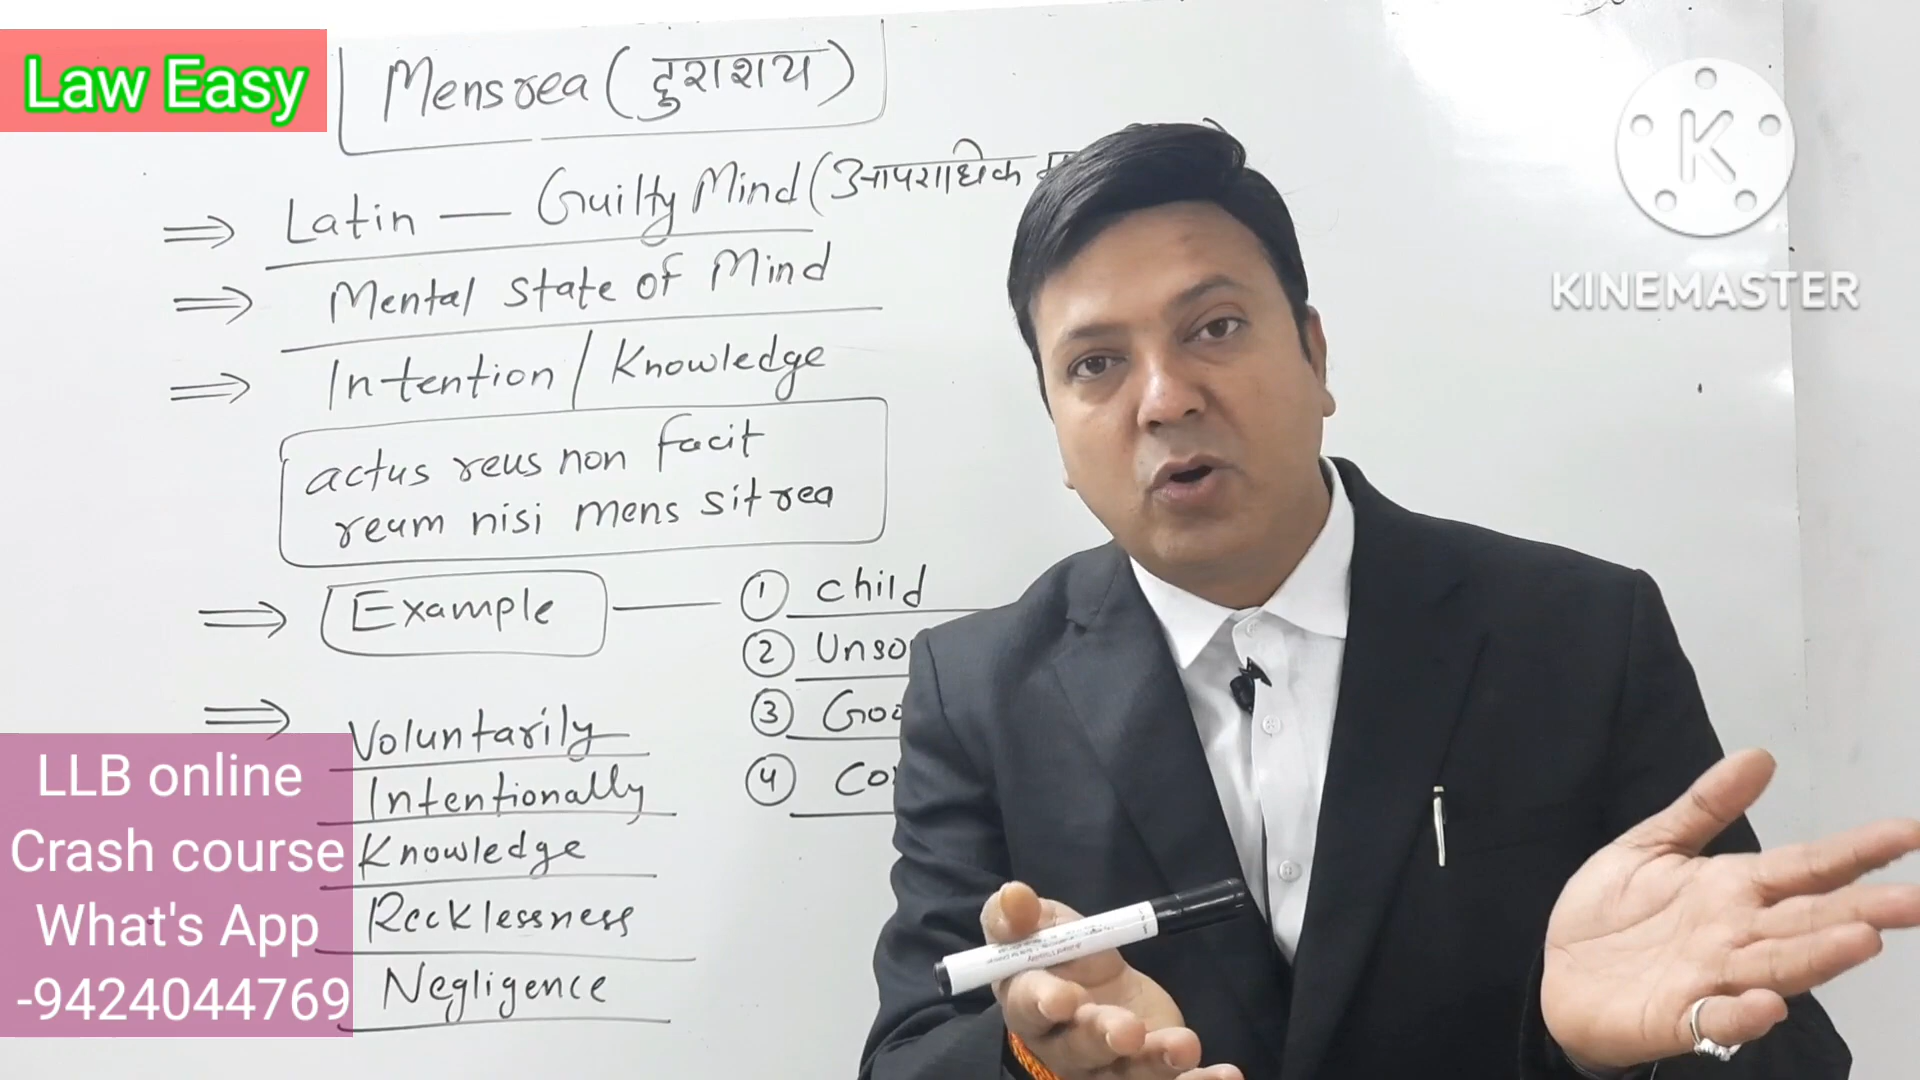 Law Easy
Mensrea (दुराशय)
⇒ Latin — Guilty Mind (आपराधिक
⇒ Mental state of Mind
⇒ Intention / Knowledge
actus reus non facit
reum nisi mens sit rea
⇒ Example — ① child
② Unso
③ Goo
④ Co
⇒ Voluntarily
Intentionally
Knowledge
Recklessness
Negligence
LLB online
Crash course
What's App
-9424044769
K
KINEMASTER